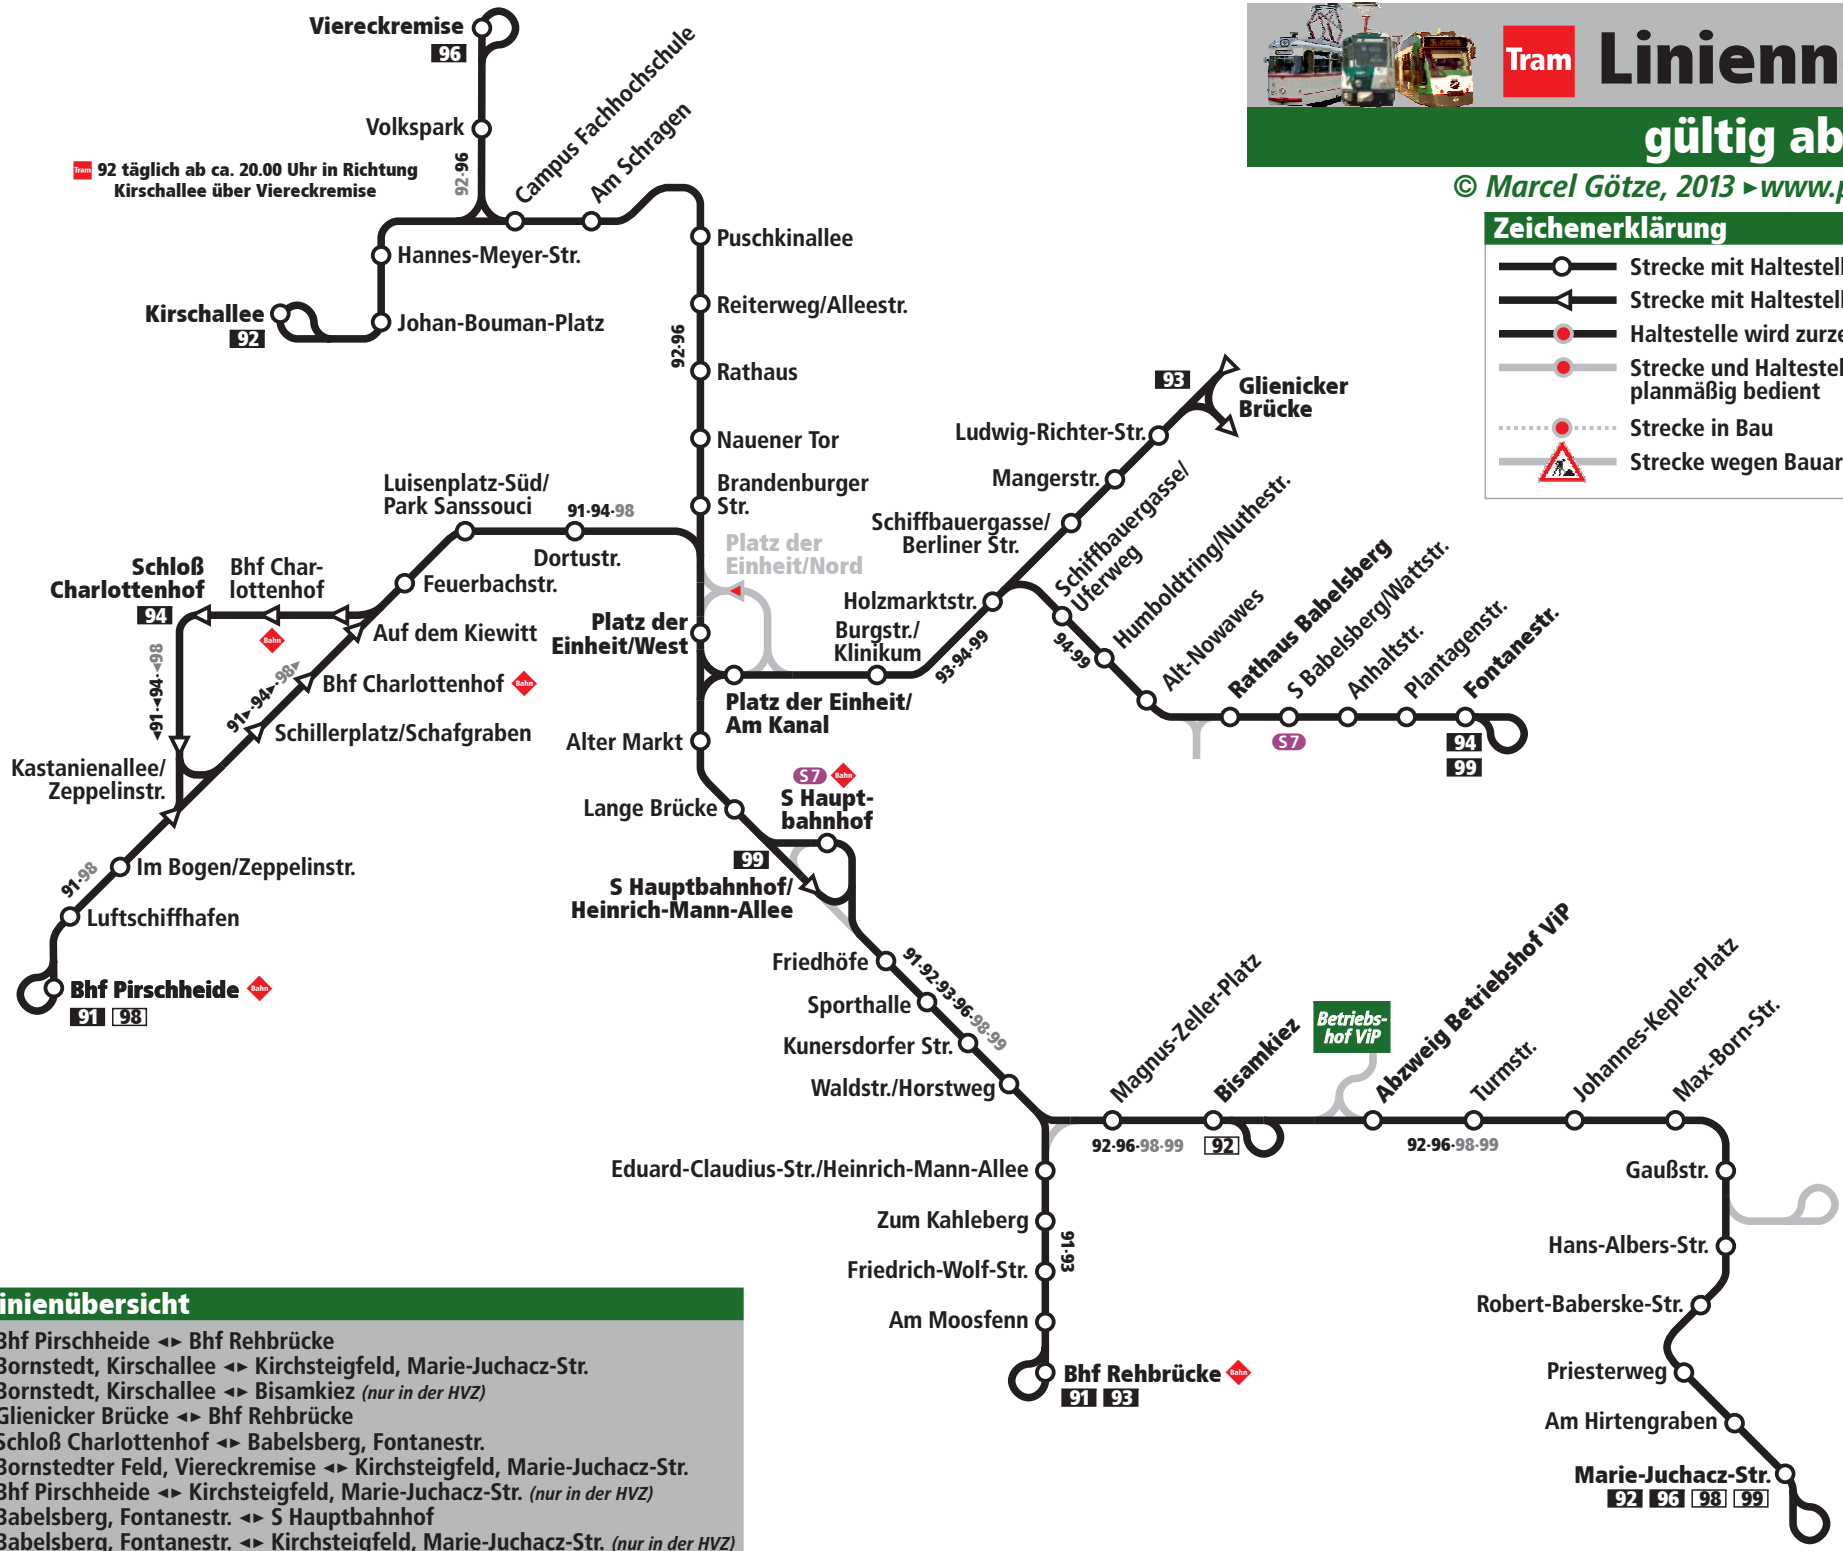 Viereckremise
96
Volkspark
92·96
Tram 92 täglich ab ca. 20.00 Uhr in Richtung
Kirschallee über Viereckremise
Campus Fachhochschule
Am Schragen
Hannes-Meyer-Str.
Kirschallee
92
Johan-Bouman-Platz
Puschkinallee
Reiterweg/Alleestr.
92·96
Rathaus
Nauener Tor
Brandenburger
Str.
Tram
gültig ab
© Marcel Götze, 2013
Zeichenerklärung
Strecke mit
Strecke mit
Haltestelle wird
Strecke und
planmäßig bedient
Strecke in Bau
Strecke wegen
93
Glienicker
Brücke
Ludwig-Richter-Str.
Mangerstr.
Schiffbauergasse/
Berliner Str.
Holzmarktstr.
Burgstr./
Klinikum
93·94·99
Schiffbauergasse/
Uferweg
94·99
Humboldtring/Nuthestr.
Alt-Nowawes
Rathaus Babelsberg
S Babelsberg/Wattstr.
S7
Anhaltstr.
Plantagenstr.
Fontanestr.
94
99
Luisenplatz-Süd/
Park Sanssouci
91·94·98
Dortustr.
Platz der
Einheit/Nord
Schloß
Charlottenhof
94
Bhf Char-
lottenhof
Bahn
Feuerbachstr.
Auf dem Kiewitt
Platz der
Einheit/West
Platz der Einheit/
Am Kanal
◂91·◂94·◂98
91▸·94▸·98▸
Bhf Charlottenhof Bahn
Schillerplatz/Schafgraben
Kastanienallee/
Zeppelinstr.
Im Bogen/Zeppelinstr.
91·98
Luftschiffhafen
Bhf Pirschheide Bahn
91 98
Alter Markt
Lange Brücke
S7 Bahn
S Haupt-
bahnhof
99
S Hauptbahnhof/
Heinrich-Mann-Allee
Friedhöfe
91·92·93·96·98·99
Sporthalle
Kunersdorfer Str.
Waldstr./Horstweg
Magnus-Zeller-Platz
92·96·98·99
Bisamkiez
92
Betriebs-
hof ViP
Abzweig Betriebshof ViP
92·96·98·99
Turmstr.
Johannes-Kepler-Platz
Max-Born-Str.
Gaußstr.
Hans-Albers-Str.
Robert-Baberske-Str.
Priesterweg
Am Hirtengraben
Marie-Juchacz-Str.
92 96 98 99
Eduard-Claudius-Str./Heinrich-Mann-Allee
Zum Kahleberg
91·93
Friedrich-Wolf-Str.
Am Moosfenn
Bhf Rehbrücke Bahn
91 93
inienübersicht
Bhf Pirschheide ◂▸ Bhf Rehbrücke
Bornstedt, Kirschallee ◂▸ Kirchsteigfeld, Marie-Juchacz-Str.
Bornstedt, Kirschallee ◂▸ Bisamkiez (nur in der HVZ)
Glienicker Brücke ◂▸ Bhf Rehbrücke
Schloß Charlottenhof ◂▸ Babelsberg, Fontanestr.
Bornstedter Feld, Viereckremise ◂▸ Kirchsteigfeld, Marie-Juchacz-Str.
Bhf Pirschheide ◂▸ Kirchsteigfeld, Marie-Juchacz-Str. (nur in der HVZ)
Babelsberg, Fontanestr. ◂▸ S Hauptbahnhof
Babelsberg, Fontanestr. ◂▸ Kirchsteigfeld, Marie-Juchacz-Str. (nur in der HVZ)